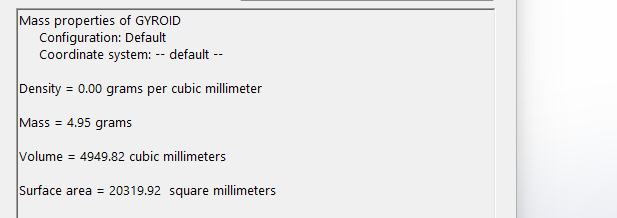 Mass properties of GYROID
Configuration: Default
Coordinate system: -- default --
Density = 0.00 grams per cubic millimeter
Mass = 4.95 grams
Volume = 4949.82 cubic millimeters
Surface area = 20319.92  square millimeters